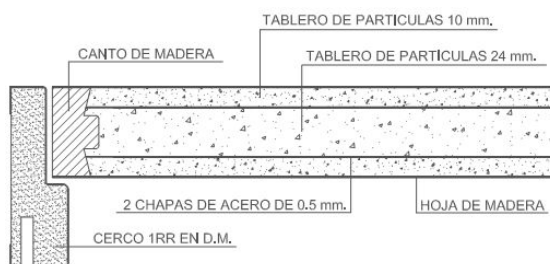 TABLERO DE PARTICULAS 10 mm.
CANTO DE MADERA
TABLERO DE PARTÍCULAS 24 mm.
2 CHAPAS DE ACERO DE 0.5 mm.
HOJA DE MADERA
CERCO 1RR EN D.M.